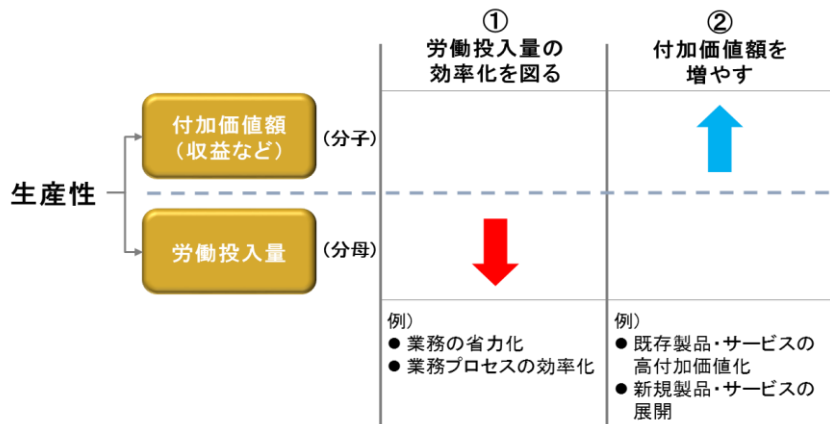 ①
労働投入量の
効率化を図る
②
付加価値額を
増やす
生産性
付加価値額
（収益など）
（分子）
労働投入量
（分母）
例）
● 業務の省力化
● 業務プロセスの効率化
例）
● 既存製品・サービスの
高付加価値化
● 新規製品・サービスの
展開